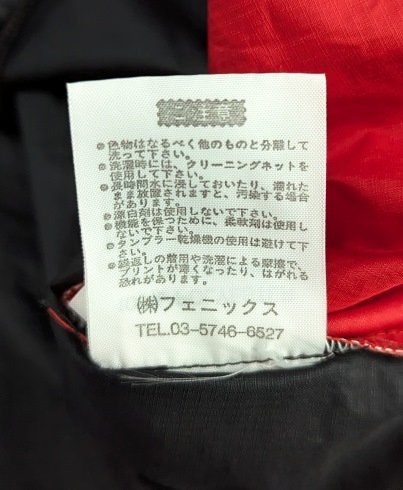 ◎色物はなるべく他のものと分離して
洗って下さい。
◎洗濯時には、クリーニングネットを
使用して下さい。
◎長時間水に浸しておいたり、濡れた
まま放置されますと、汚染する場合
があります。
◎漂白剤は使用しないで下さい。
◎機能を保つために、柔軟剤は使用し
ないで下さい。
◎タンブラー乾燥機の使用は避けて下
さい。
◎繰返しの着用や洗濯による摩擦で、
プリントが薄くなったり、はがれる
恐れがあります。
㈱フェニックス
TEL.03-5746-6527